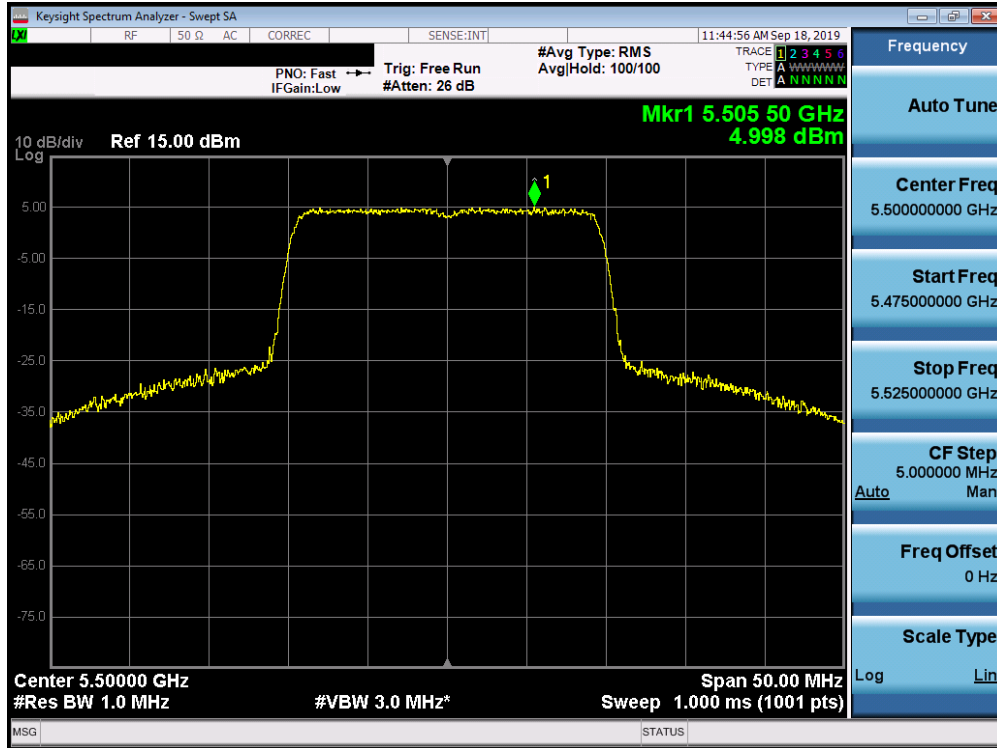 Keysight Spectrum Analyzer - Swept SA
LXI RF 50 Ω AC CORREC SENSE:INT 11:44:56 AM Sep 18, 2019
PNO: Fast
IFGain:Low
Trig: Free Run
#Atten: 26 dB
#Avg Type: RMS
Avg|Hold: 100/100
TRACE 1 2 3 4 5 6
TYPE A W W W W W
DET A N N N N N
Mkr1 5.505 50 GHz
4.998 dBm
10 dB/div Ref 15.00 dBm
Log
1
5.00
-5.00
-15.0
-25.0
-35.0
-45.0
-55.0
-65.0
-75.0
Center 5.50000 GHz Span 50.00 MHz
#Res BW 1.0 MHz #VBW 3.0 MHz* Sweep 1.000 ms (1001 pts)
MSG STATUS
Frequency
Auto Tune
Center Freq
5.500000000 GHz
Start Freq
5.475000000 GHz
Stop Freq
5.525000000 GHz
CF Step
5.000000 MHz
Auto Man
Freq Offset
0 Hz
Scale Type
Log Lin